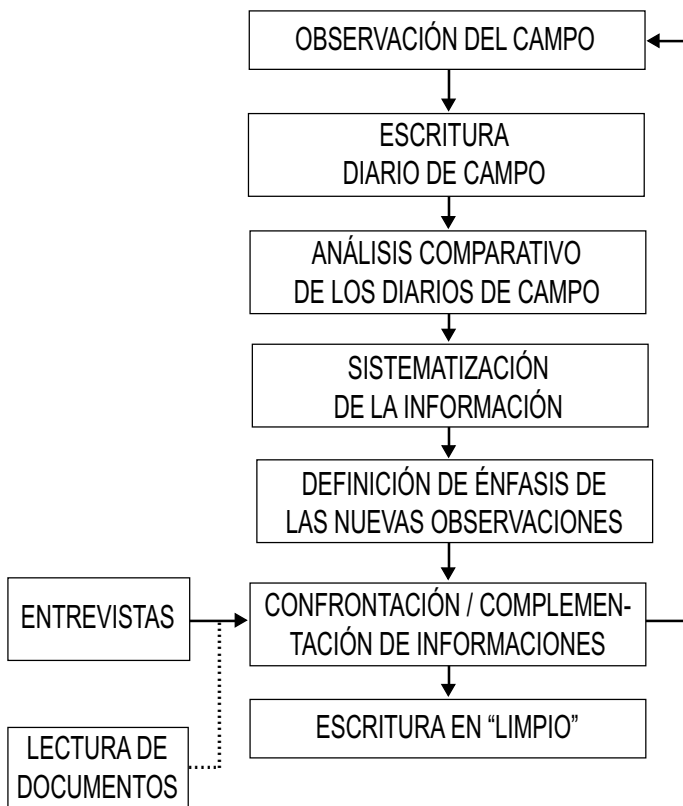 OBSERVACIÓN DEL CAMPO
ESCRITURA
DIARIO DE CAMPO
ANÁLISIS COMPARATIVO
DE LOS DIARIOS DE CAMPO
SISTEMATIZACIÓN
DE LA INFORMACIÓN
DEFINICIÓN DE ÉNFASIS DE
LAS NUEVAS OBSERVACIONES
ENTREVISTAS
CONFRONTACIÓN / COMPLEMEN-
TACIÓN DE INFORMACIONES
ESCRITURA EN “LIMPIO”
LECTURA DE
DOCUMENTOS